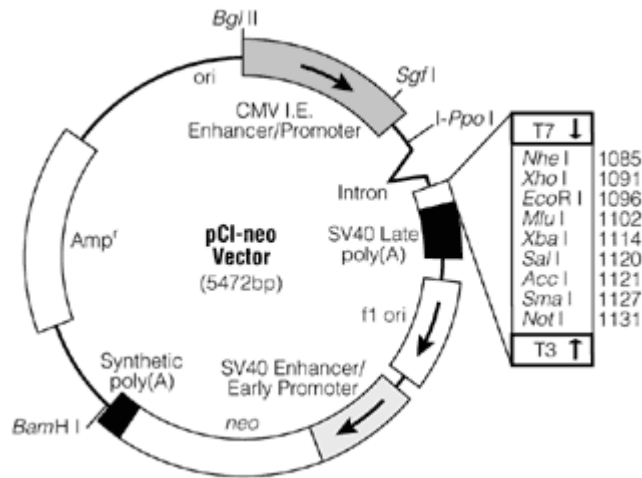 Bgl II
ori
Sgf I
CMV I.E.
Enhancer/Promoter
I-Ppo I
T7
Nhe I 1085
Xho I 1091
EcoR I 1096
Mlu I 1102
Xba I 1114
Sal I 1120
Acc I 1121
Sma I 1127
Not I 1131
T3
Intron
Ampr
pCI-neo
Vector
(5472bp)
SV40 Late
poly(A)
f1 ori
Synthetic
poly(A)
SV40 Enhancer/
Early Promoter
BamH I
neo